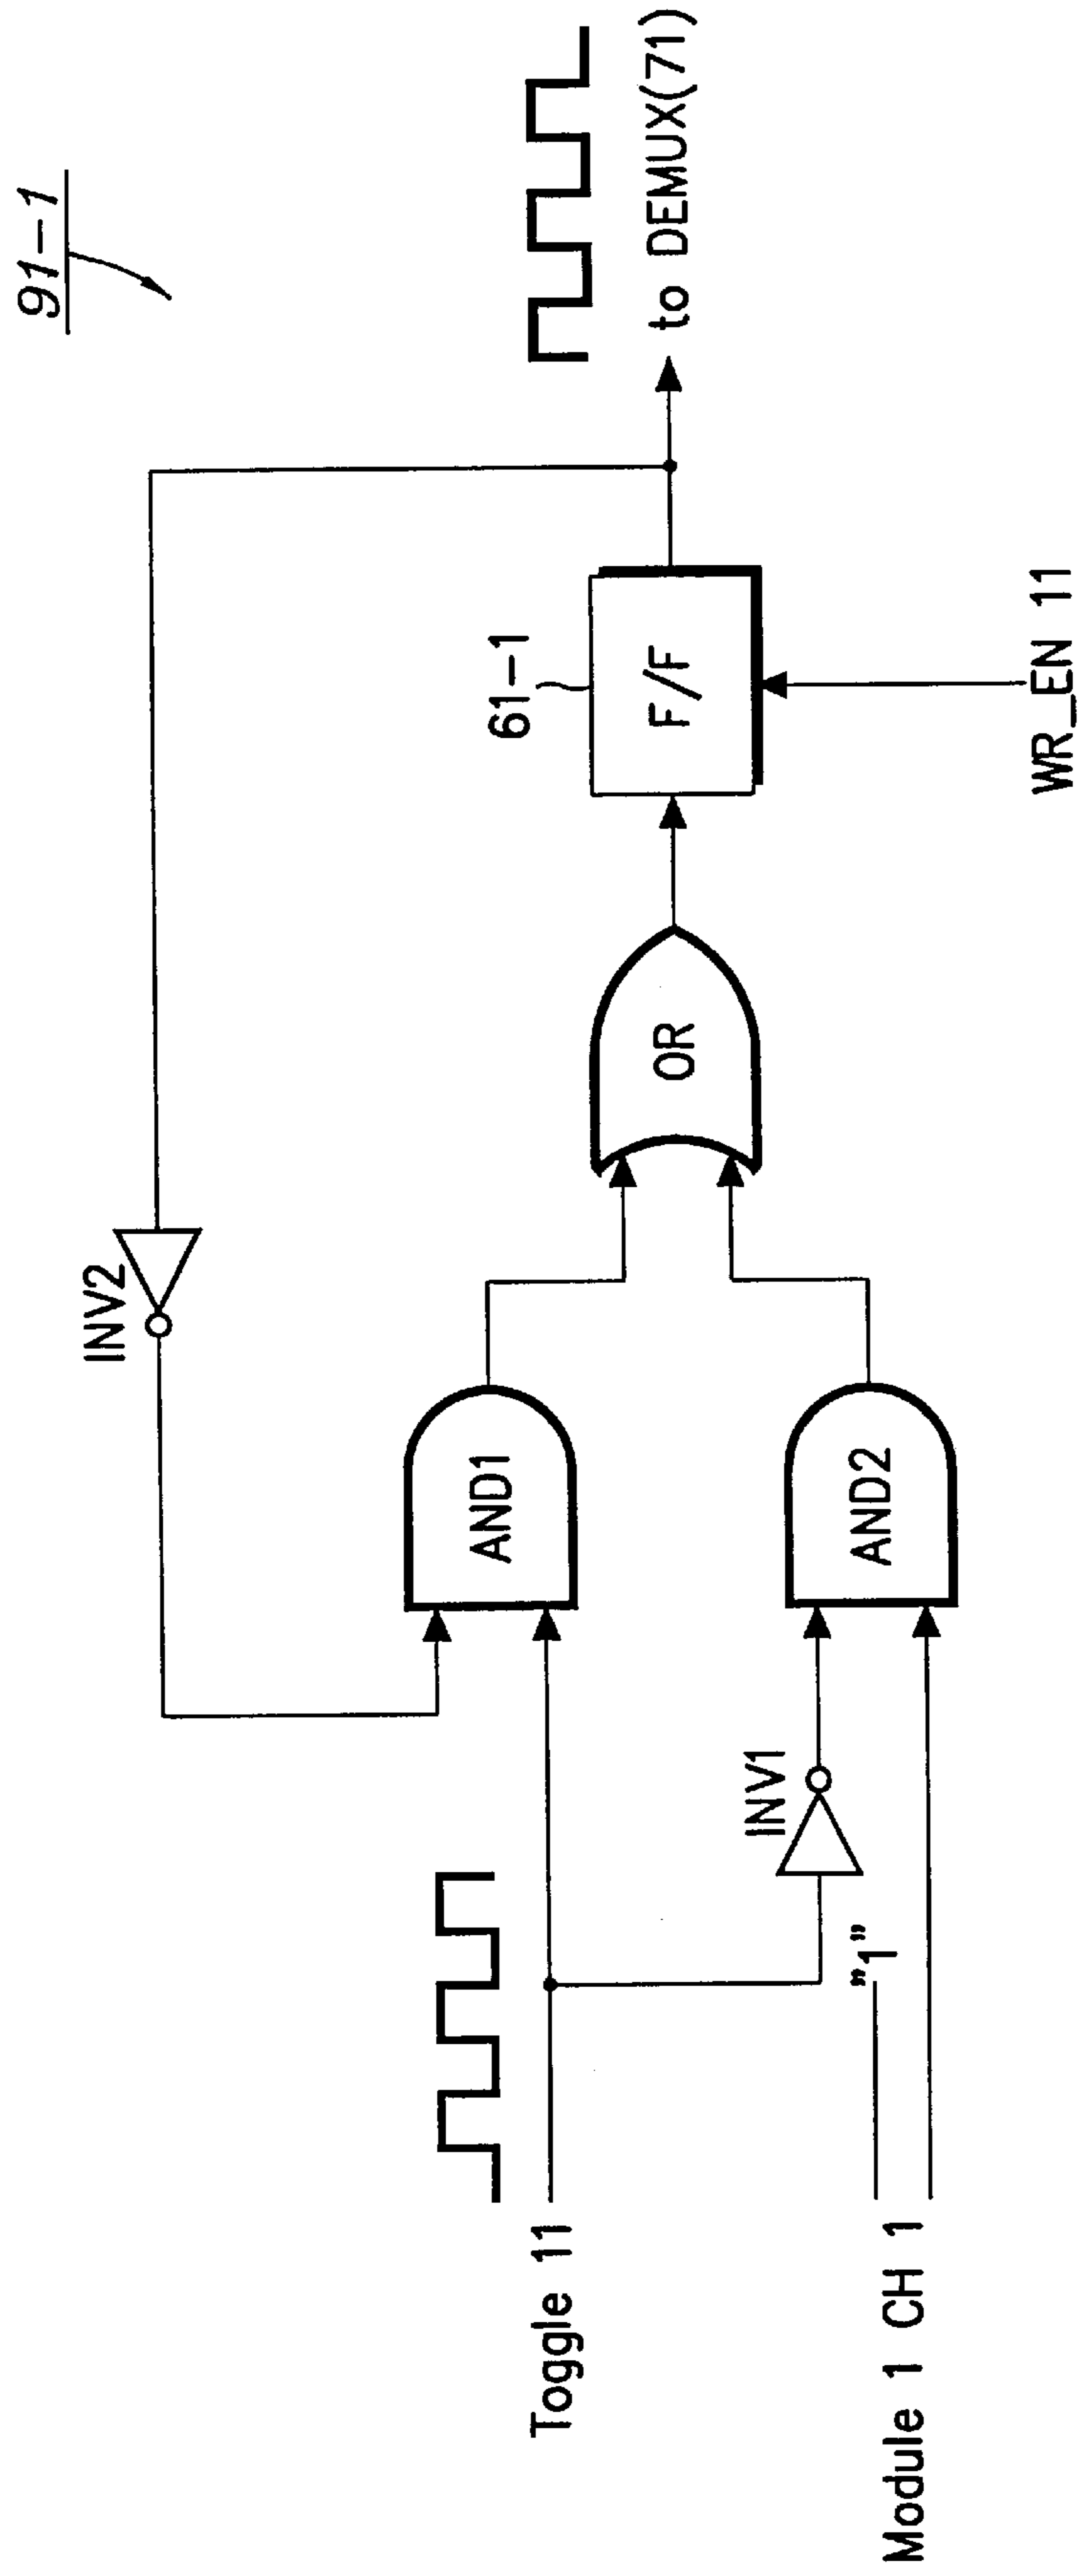 91-1
to DEMUX(71)
INV2
61-1
F/F
WR_EN 11
OR
AND1
AND2
INV1
"1"
Toggle 11
Module 1 CH 1